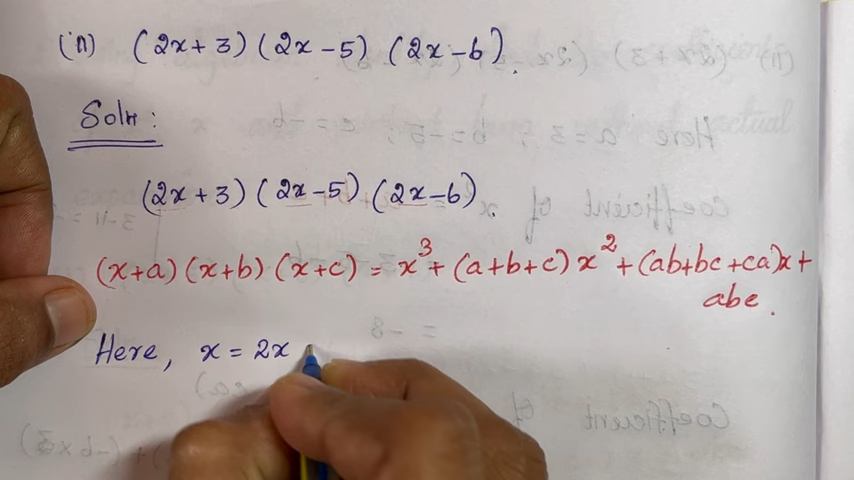 (ii) (2x+3) (2x-5) (2x-6).
Soln:
(2x+3) (2x-5) (2x-6).
(x+a) (x+b) (x+c) = x³+ (a+b+c) x² + (ab+bc+ca)x +
abc.
Here, x = 2x